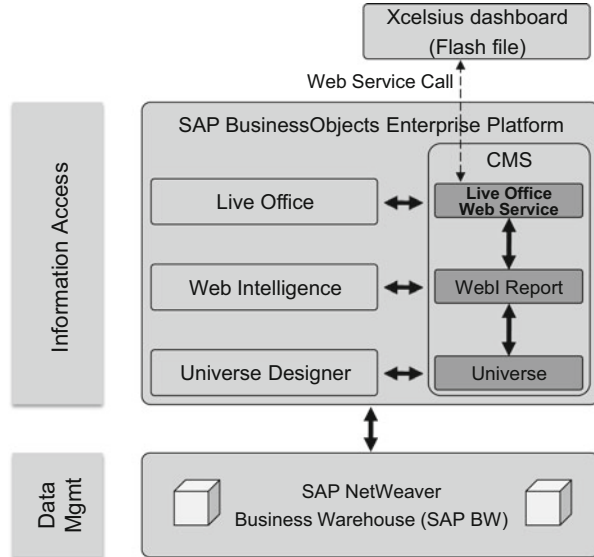 Xcelsius dashboard
(Flash file)
Web Service Call
SAP BusinessObjects Enterprise Platform
CMS
Live Office
Live Office
Web Service
Information Access
Web Intelligence
WebI Report
Universe Designer
Universe
Data
Mgmt
SAP NetWeaver
Business Warehouse (SAP BW)